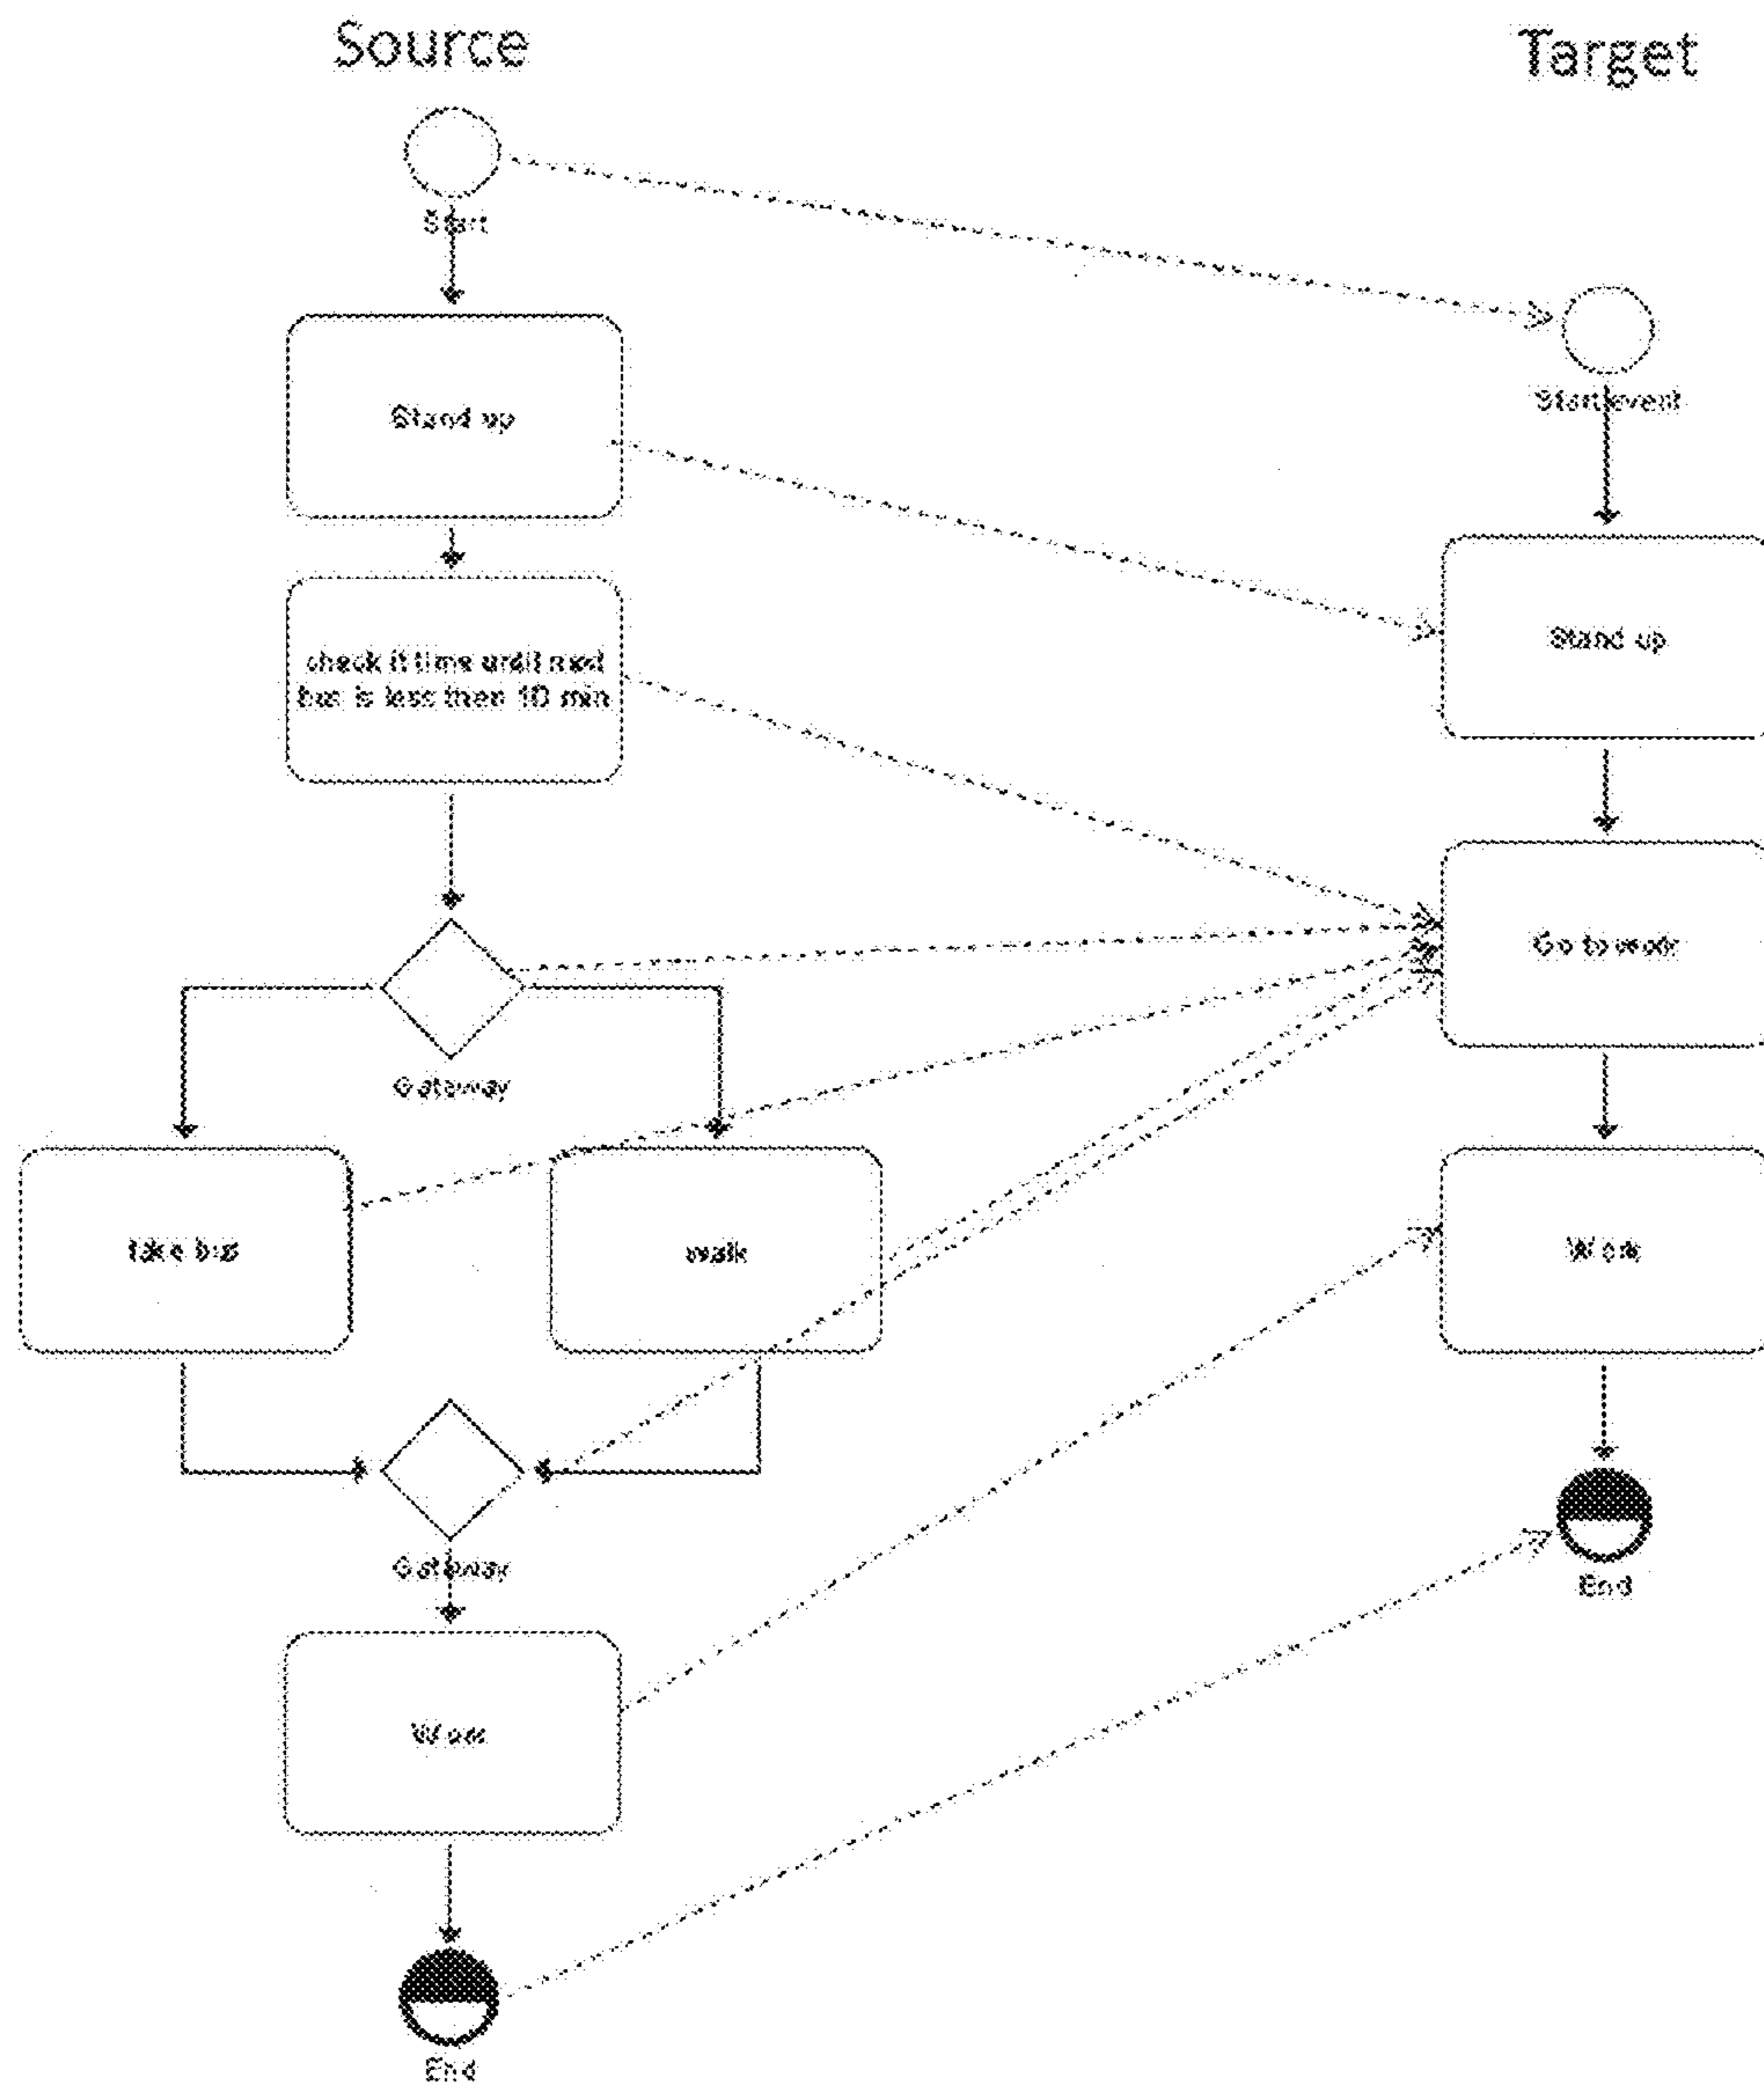 Source
Target
Start
Start event
Stand up
Stand up
check if time until next
bus is less then 10 min
Go to work
Gateway
take bus
walk
Work
Gateway
End
Work
End